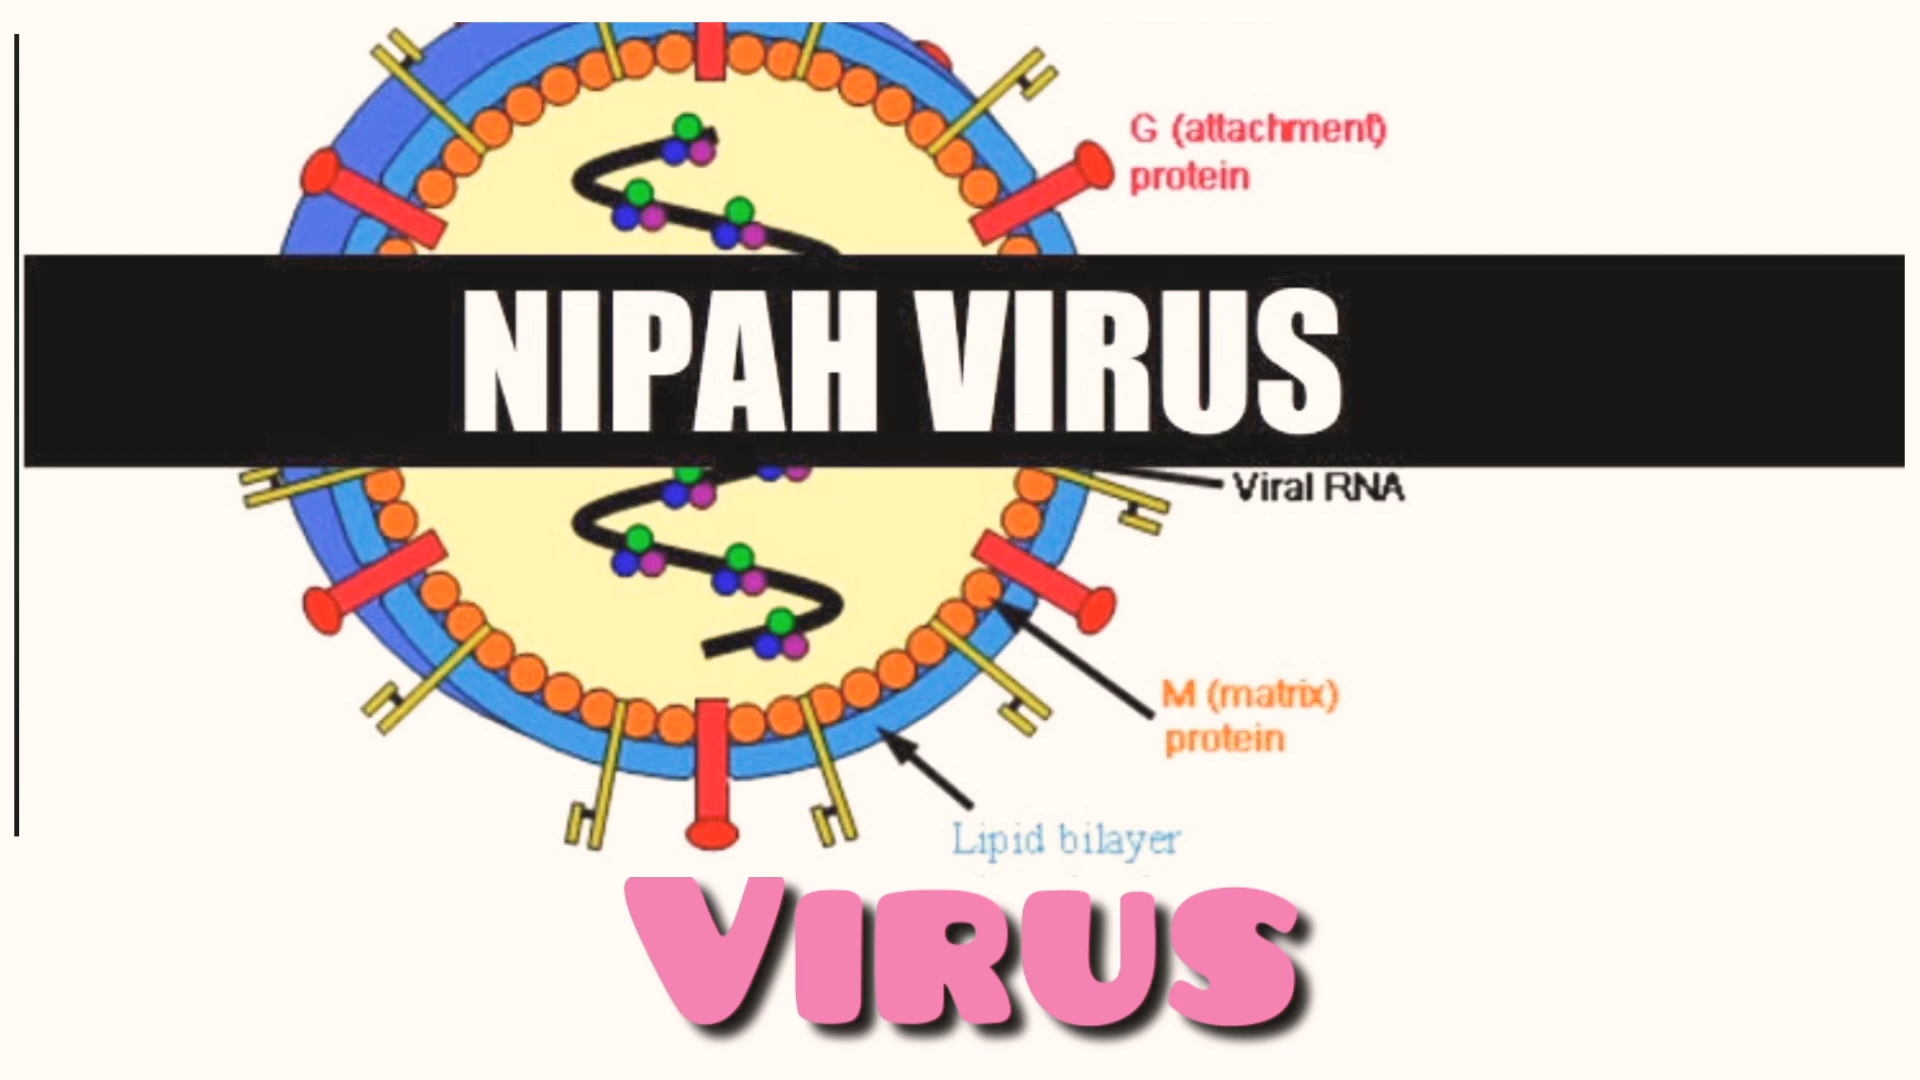 G (attachment)
protein
NIPAH VIRUS
Viral RNA
M (matrix)
protein
Lipid bilayer
VIRUS